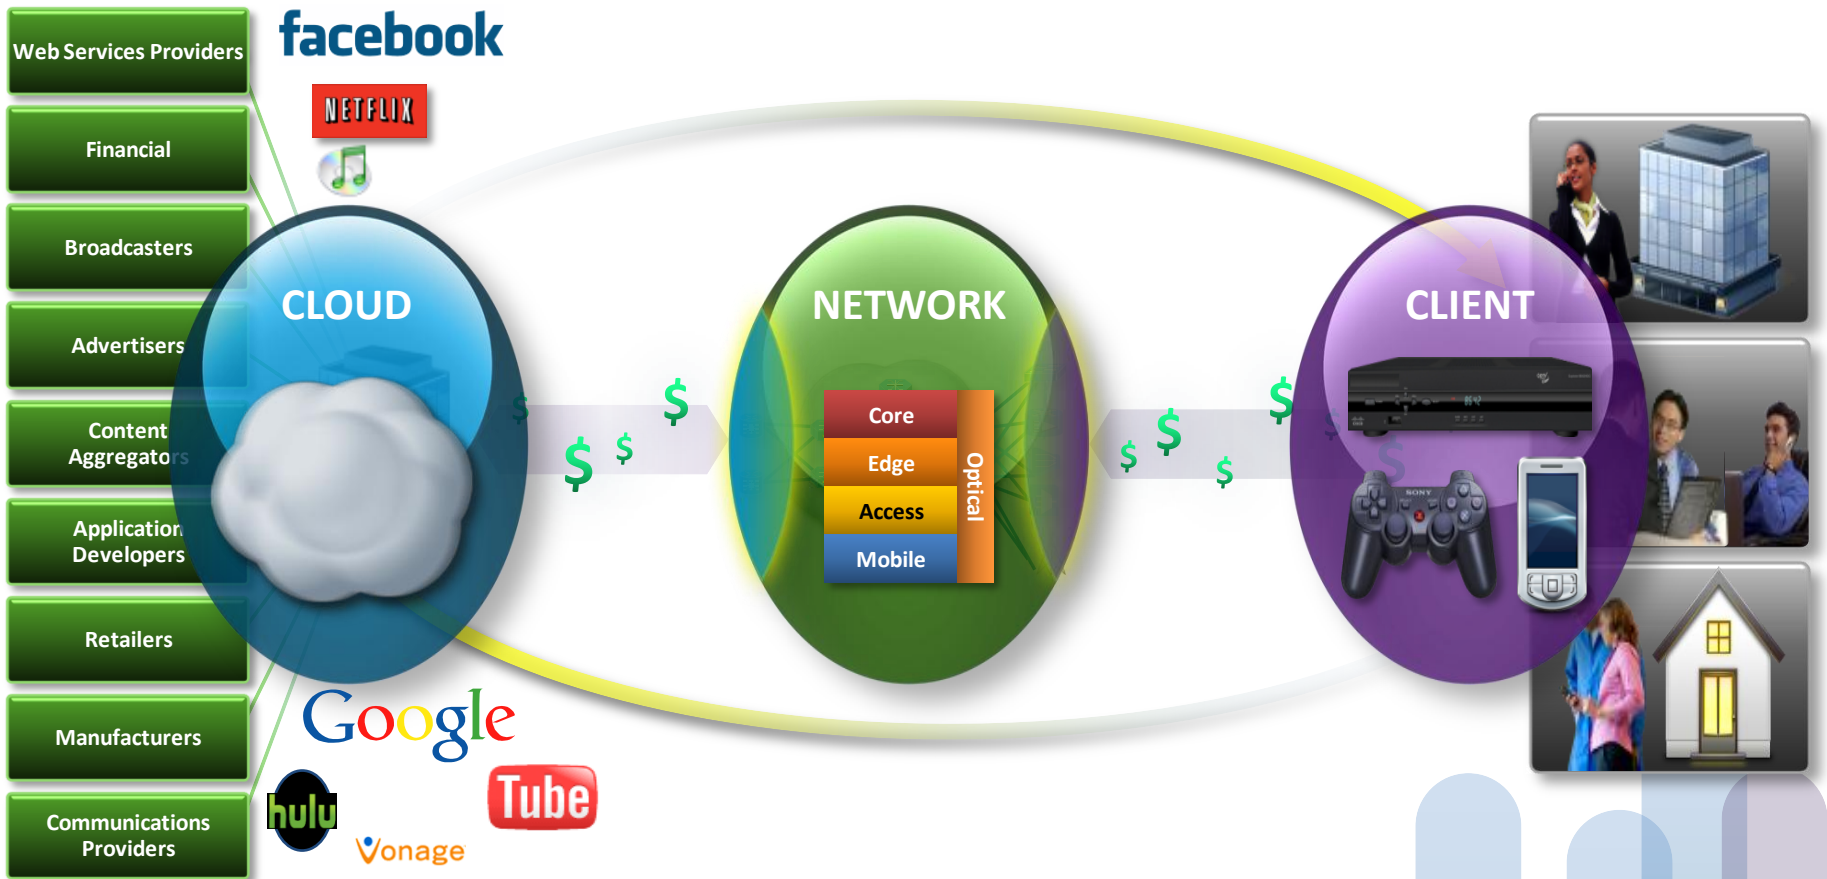 Web Services Providers
Financial
Broadcasters
Advertisers
Content
Aggregators
Application
Developers
Retailers
Manufacturers
Communications
Providers
facebook
NETFLIX
CLOUD
$
$
$
$
Google
hulu
Tube
Vonage
NETWORK
Core
Edge
Access
Mobile
Optical
$
$
$
$
$
$
CLIENT
SONY